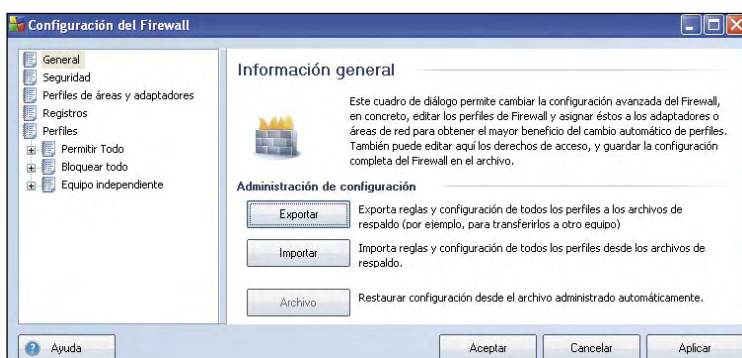 Configuración del Firewall
General
Seguridad
Perfiles de áreas y adaptadores
Registros
Perfiles
Permitir Todo
Bloquear todo
Equipo independiente
Información general
Este cuadro de diálogo permite cambiar la configuración avanzada del Firewall,
en concreto, editar los perfiles de Firewall y asignar éstos a los adaptadores o
áreas de red para obtener el mayor beneficio del cambio automático de perfiles.
También puede editar aquí los derechos de acceso, y guardar la configuración
completa del Firewall en el archivo.
Administración de configuración
Exportar
Exporta reglas y configuración de todos los perfiles a los archivos de
respaldo (por ejemplo, para transferirlos a otro equipo)
Importar
Importa reglas y configuración de todos los perfiles desde los archivos de
respaldo.
Archivo
Restaurar configuración desde el archivo administrado automáticamente.
Ayuda
Aceptar
Cancelar
Aplicar